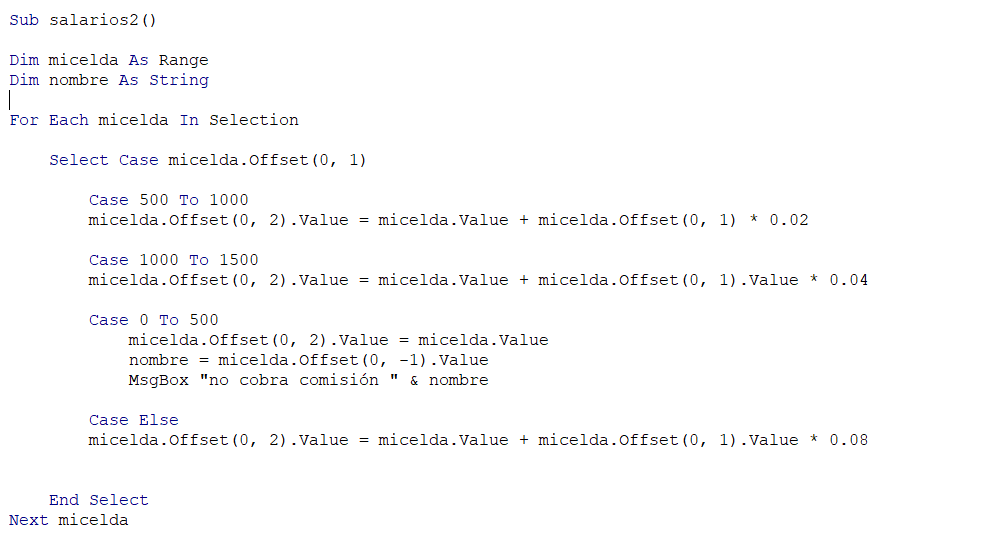 Sub salarios2()
Dim micelda As Range
Dim nombre As String
For Each micelda In Selection
Select Case micelda.Offset(0, 1)
Case 500 To 1000
micelda.Offset(0, 2).Value = micelda.Value + micelda.Offset(0, 1) * 0.02
Case 1000 To 1500
micelda.Offset(0, 2).Value = micelda.Value + micelda.Offset(0, 1).Value * 0.04
Case 0 To 500
micelda.Offset(0, 2).Value = micelda.Value
nombre = micelda.Offset(0, -1).Value
MsgBox "no cobra comisión " & nombre
Case Else
micelda.Offset(0, 2).Value = micelda.Value + micelda.Offset(0, 1).Value * 0.08
End Select
Next micelda